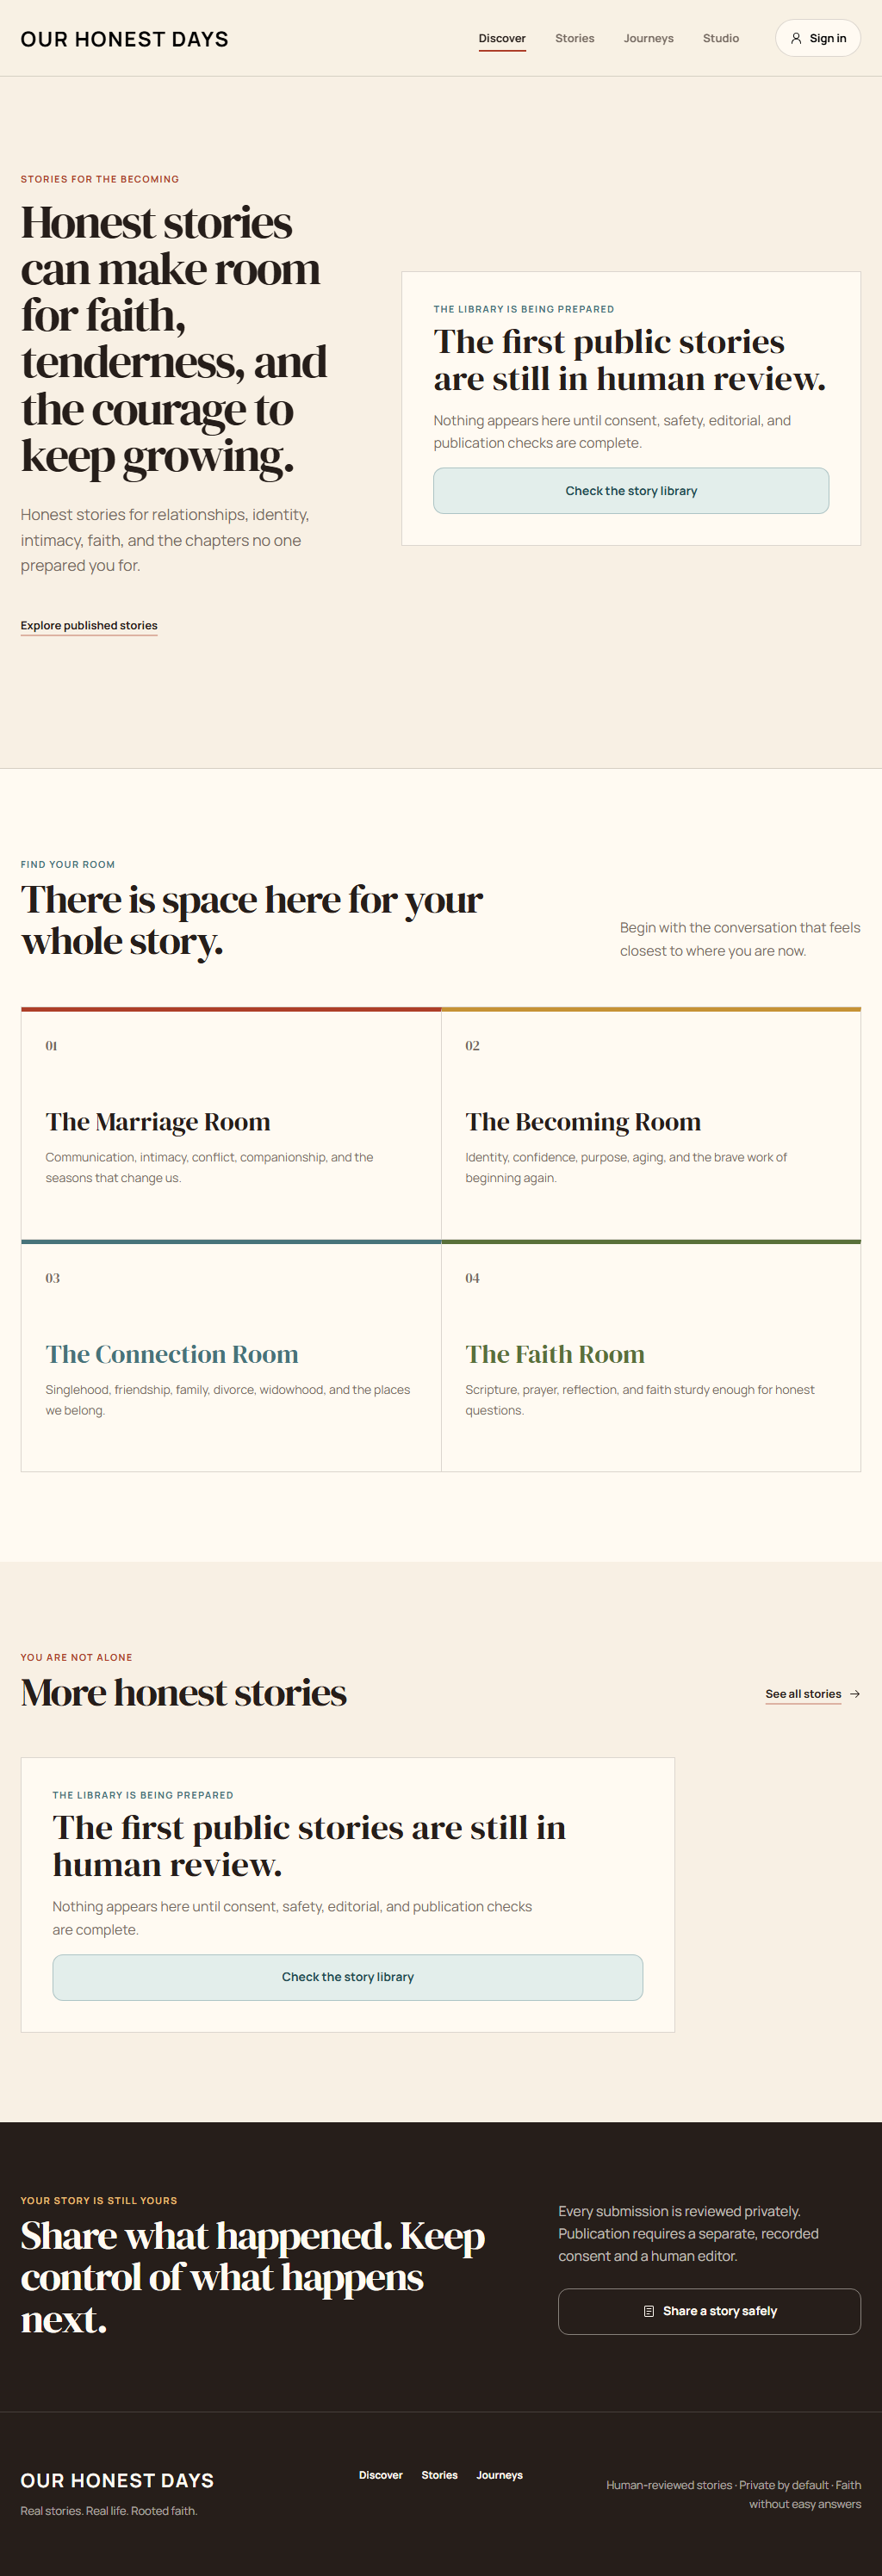 OUR HONEST DAYS
Discover
Stories
Journeys
Studio
Sign in
STORIES FOR THE BECOMING
Honest stories
can make room
for faith,
tenderness, and
the courage to
keep growing.
Honest stories for relationships, identity,
intimacy, faith, and the chapters no one
prepared you for.
Explore published stories
THE LIBRARY IS BEING PREPARED
The first public stories
are still in human review.
Nothing appears here until consent, safety, editorial, and
publication checks are complete.
Check the story library
FIND YOUR ROOM
There is space here for your
whole story.
Begin with the conversation that feels
closest to where you are now.
01
The Marriage Room
Communication, intimacy, conflict, companionship, and the
seasons that change us.
02
The Becoming Room
Identity, confidence, purpose, aging, and the brave work of
beginning again.
03
The Connection Room
Singlehood, friendship, family, divorce, widowhood, and the places
we belong.
04
The Faith Room
Scripture, prayer, reflection, and faith sturdy enough for honest
questions.
YOU ARE NOT ALONE
More honest stories
See all stories →
THE LIBRARY IS BEING PREPARED
The first public stories are still in
human review.
Nothing appears here until consent, safety, editorial, and publication checks
are complete.
Check the story library
YOUR STORY IS STILL YOURS
Share what happened. Keep
control of what happens
next.
Every submission is reviewed privately.
Publication requires a separate, recorded
consent and a human editor.
Share a story safely
OUR HONEST DAYS
Real stories. Real life. Rooted faith.
Discover
Stories
Journeys
Human-reviewed stories · Private by default · Faith
without easy answers